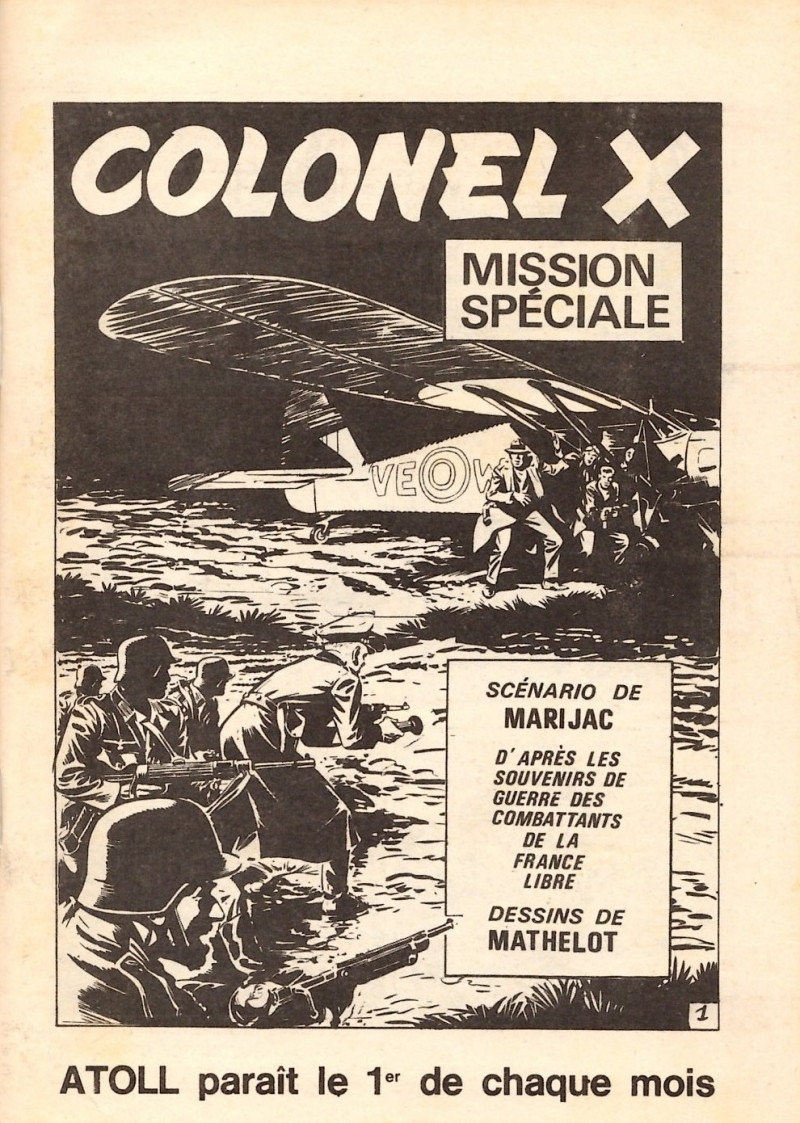 COLONEL X
MISSION
SPÉCIALE
VE W
SCÉNARIO DE
MARIJAC
D'APRÈS LES
SOUVENIRS DE
GUERRE DES
COMBATTANTS
DE LA
FRANCE
LIBRE
DESSINS DE
MATHELOT
1
ATOLL paraît le 1er de chaque mois